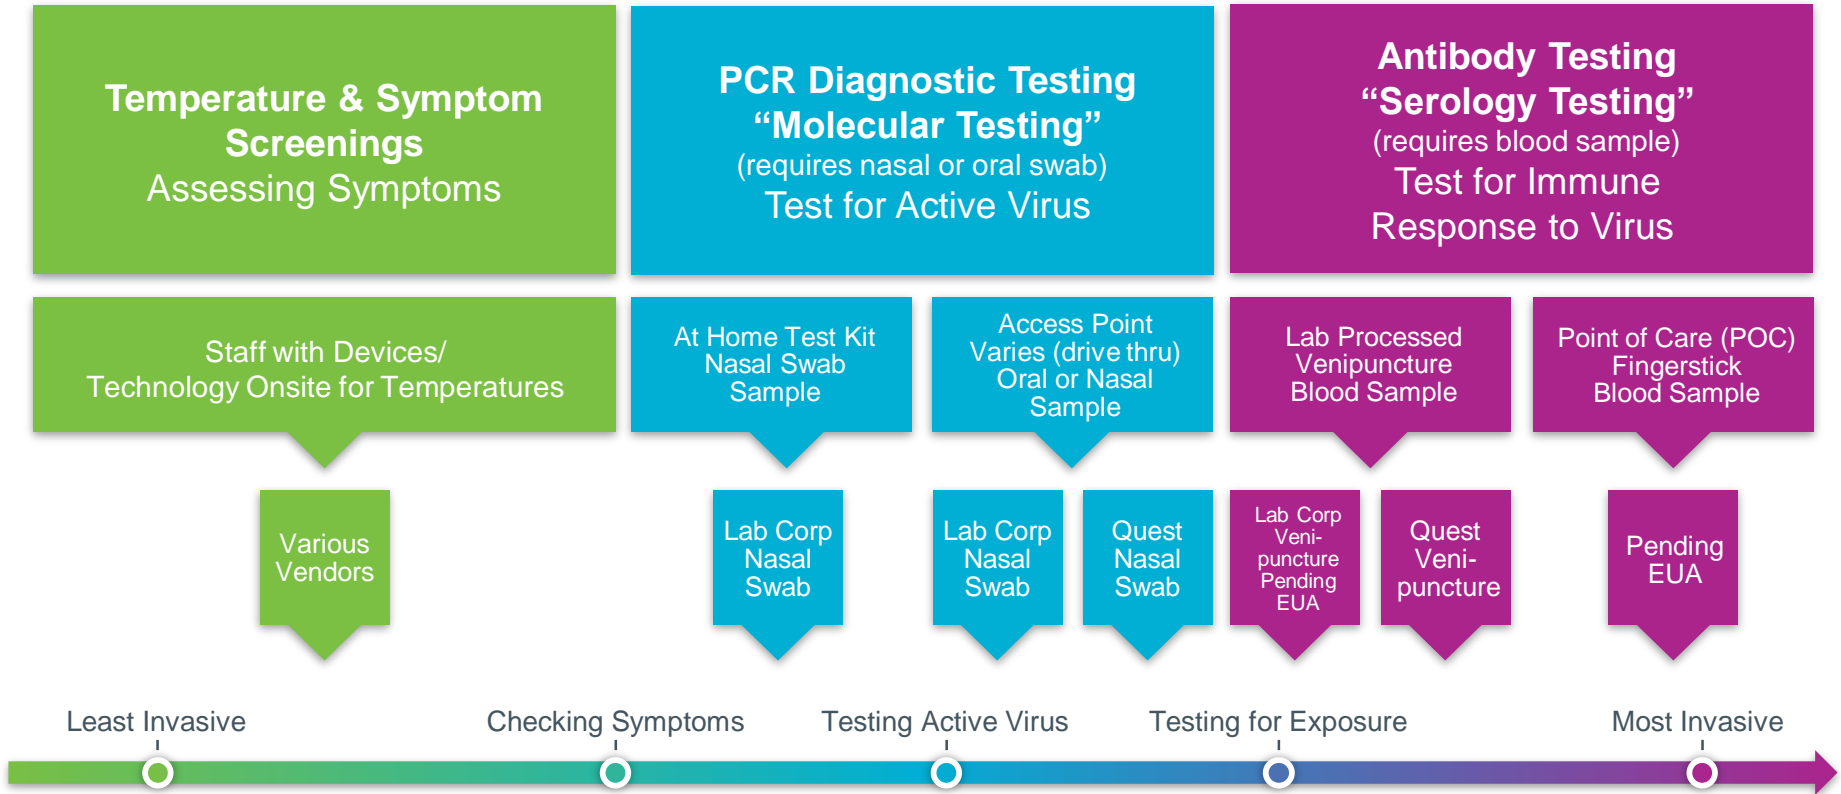 Temperature & Symptom
Screenings
Assessing Symptoms
PCR Diagnostic Testing
“Molecular Testing”
(requires nasal or oral swab)
Test for Active Virus
Antibody Testing
“Serology Testing”
(requires blood sample)
Test for Immune
Response to Virus
Staff with Devices/
Technology Onsite for Temperatures
At Home Test Kit
Nasal Swab
Sample
Access Point
Varies (drive thru)
Oral or Nasal
Sample
Lab Processed
Venipuncture
Blood Sample
Point of Care (POC)
Fingerstick
Blood Sample
Various
Vendors
Lab Corp
Nasal
Swab
Lab Corp
Nasal
Swab
Quest
Nasal
Swab
Lab Corp
Veni-
puncture
Pending
EUA
Quest
Veni-
puncture
Pending
EUA
Least Invasive
Checking Symptoms
Testing Active Virus
Testing for Exposure
Most Invasive